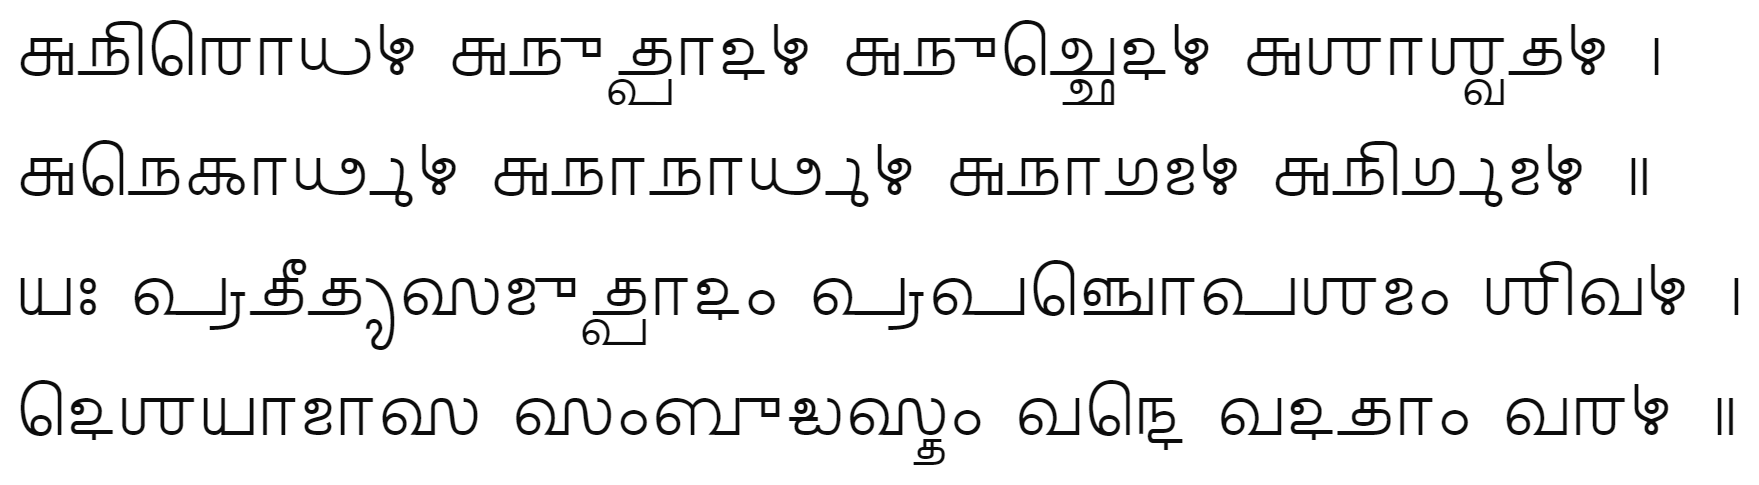 𑌅𑌨𑌿𑌰𑍋𑌧𑌮𑍍 𑌅𑌨𑍁𑌤𑍍𑌪𑌾𑌦𑌮𑍍 𑌅𑌨𑍁𑌚𑍍𑌛𑍇𑌦𑌮𑍍 𑌅𑌶𑌾𑌶𑍍𑌵𑌤𑌮𑍍 ।
𑌅𑌨𑍇𑌕𑌾𑌰𑍍𑌥𑌮𑍍 𑌅𑌨𑌾𑌨𑌾𑌰𑍍𑌥𑌮𑍍 𑌅𑌨𑌾𑌗𑌮𑌮𑍍 𑌅𑌨𑌿𑌰𑍍𑌗𑌮𑌮𑍍 ॥
𑌯𑌃 𑌪𑍍𑌰𑌤𑍀𑌤𑍍𑌯𑌸𑌮𑍁𑌤𑍍𑌪𑌾𑌦𑌂 𑌪𑍍𑌰𑌪𑌞𑍍𑌚𑍋𑌪𑌶𑌮𑌂 𑌶𑌿𑌵𑌮𑍍 ।
𑌦𑍇𑌶𑌯𑌾𑌮𑌾𑌸 𑌸𑌂𑌬𑍁𑌦𑍍𑌧𑌸𑍍𑌤𑌂 𑌵𑌨𑍍𑌦𑍇 𑌵𑌦𑌤𑌾𑌂 𑌵𑌰𑌮𑍍 ॥